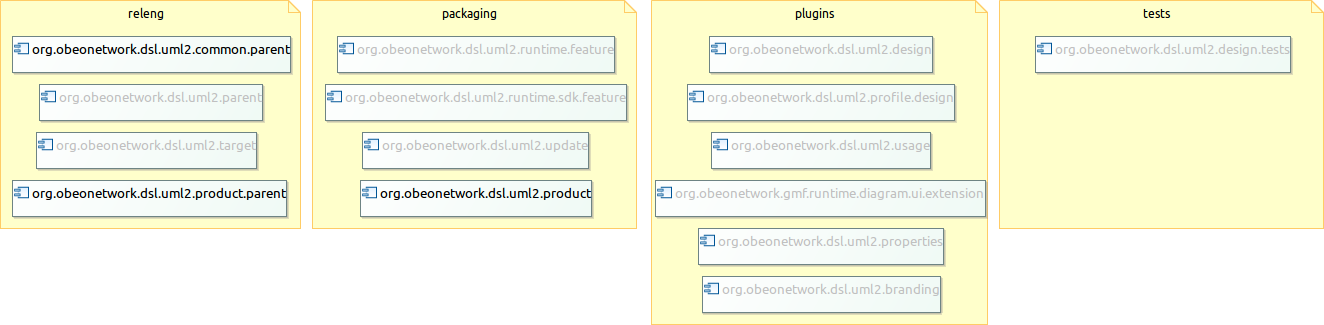 releng
org.obeonetwork.dsl.uml2.common.parent
org.obeonetwork.dsl.uml2.parent
org.obeonetwork.dsl.uml2.target
org.obeonetwork.dsl.uml2.product.parent
packaging
org.obeonetwork.dsl.uml2.runtime.feature
org.obeonetwork.dsl.uml2.runtime.sdk.feature
org.obeonetwork.dsl.uml2.update
org.obeonetwork.dsl.uml2.product
plugins
org.obeonetwork.dsl.uml2.design
org.obeonetwork.dsl.uml2.profile.design
org.obeonetwork.dsl.uml2.usage
org.obeonetwork.gmf.runtime.diagram.ui.extension
org.obeonetwork.dsl.uml2.properties
org.obeonetwork.dsl.uml2.branding
tests
org.obeonetwork.dsl.uml2.design.tests